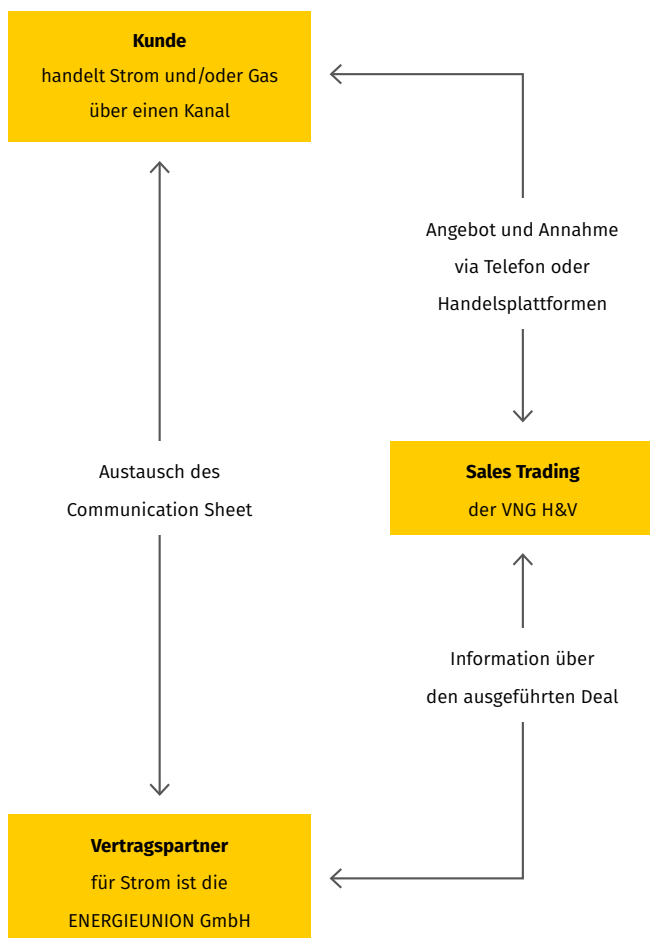 Kunde
handelt Strom und/oder Gas
über einen Kanal
Angebot und Annahme
via Telefon oder
Handelsplattformen
Austausch des
Communication Sheet
Sales Trading
der VNG H&V
Information über
den ausgeführten Deal
Vertragspartner
für Strom ist die
ENERGIEUNION GmbH